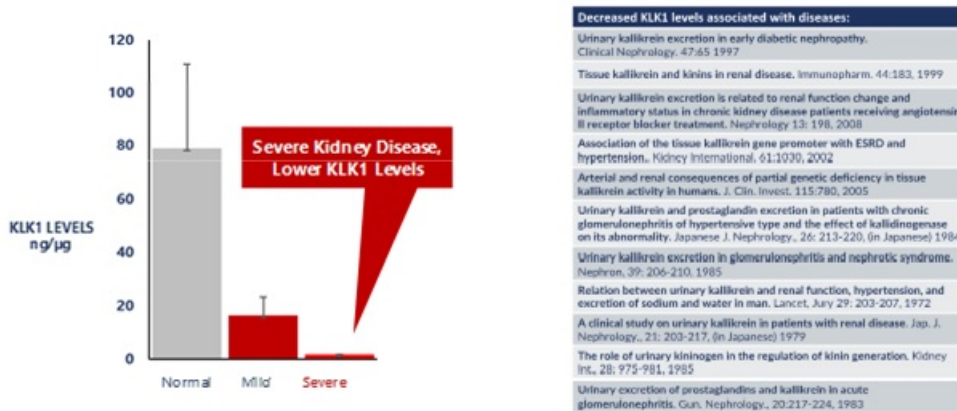 120
100
80
60
40
20
0
KLK1 LEVELS
ng/µg
Severe Kidney Disease,
Lower KLK1 Levels
Normal
Mild
Severe
Decreased KLK1 levels associated with diseases:
Urinary kallikrein excretion in early diabetic nephropathy.
Clinical Nephrology. 47:65 1997
Tissue kallikrein and kinins in renal disease. Immunopharm. 44:183, 1999
Urinary kallikrein excretion is related to renal function change and
inflammatory status in chronic kidney disease patients receiving angiotensin
II receptor blocker treatment. Nephrology 13: 198, 2008
Association of the tissue kallikrein gene promoter with ESRD and
hypertension.. Kidney International, 61:1030, 2002
Arterial and renal consequences of partial genetic deficiency in tissue
kallikrein activity in humans. J. Clin. Invest. 115:780, 2005
Urinary kallikrein and prostaglandin excretion in patients with chronic
glomerulonephritis of hypertensive type and the effect of kallidinogenase
on its abnormality. Japanese J. Nephrology., 26: 213-220, (in Japanese) 1984
Urinary kallikrein excretion in glomerulonephritis and nephrotic syndrome.
Nephron, 39: 206-210, 1985
Relation between urinary kallikrein and renal function, hypertension, and
excretion of sodium and water in man. Lancet, Jury 29: 203-207, 1972
A clinical study on urinary kallikrein in patients with renal disease. Jap. J.
Nephrology., 21: 203-217, (in Japanese) 1979
The role of urinary kininogen in the regulation of kinin generation. Kidney
Int., 28: 975-981, 1985
Urinary excretion of prostaglandins and kallikrein in acute
glomerulonephritis. Gun. Nephrology., 20:217-224, 1983